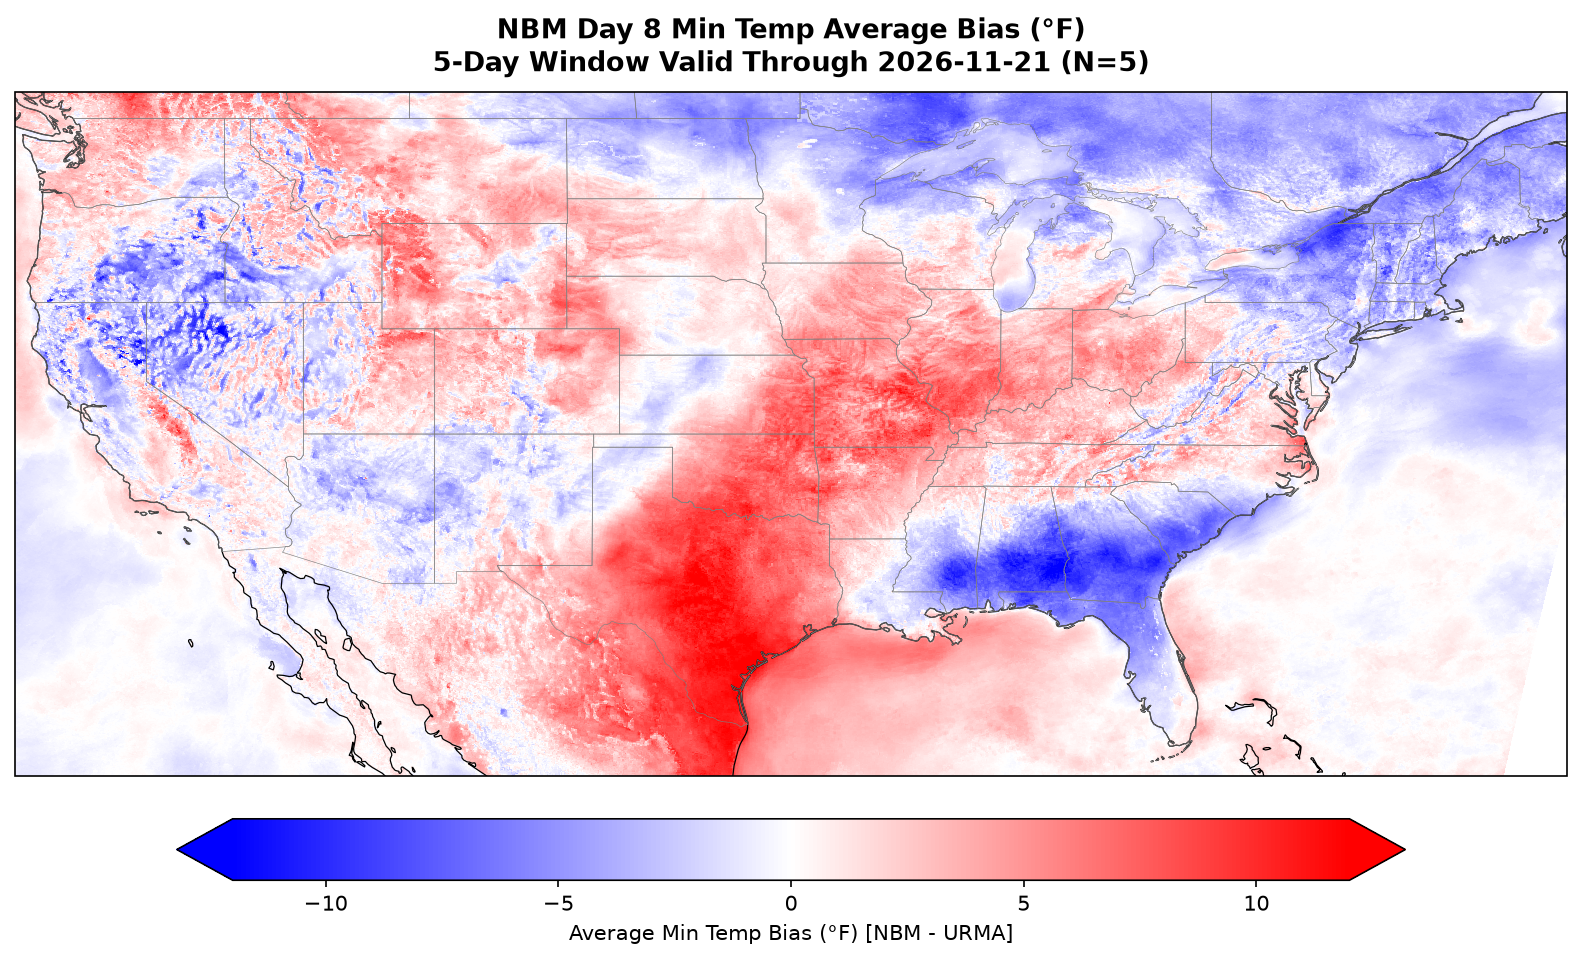 NBM Day 8 Min Temp Average Bias (°F)
5-Day Window Valid Through 2026-11-21 (N=5)
−10 −5 0 5 10
Average Min Temp Bias (°F) [NBM - URMA]